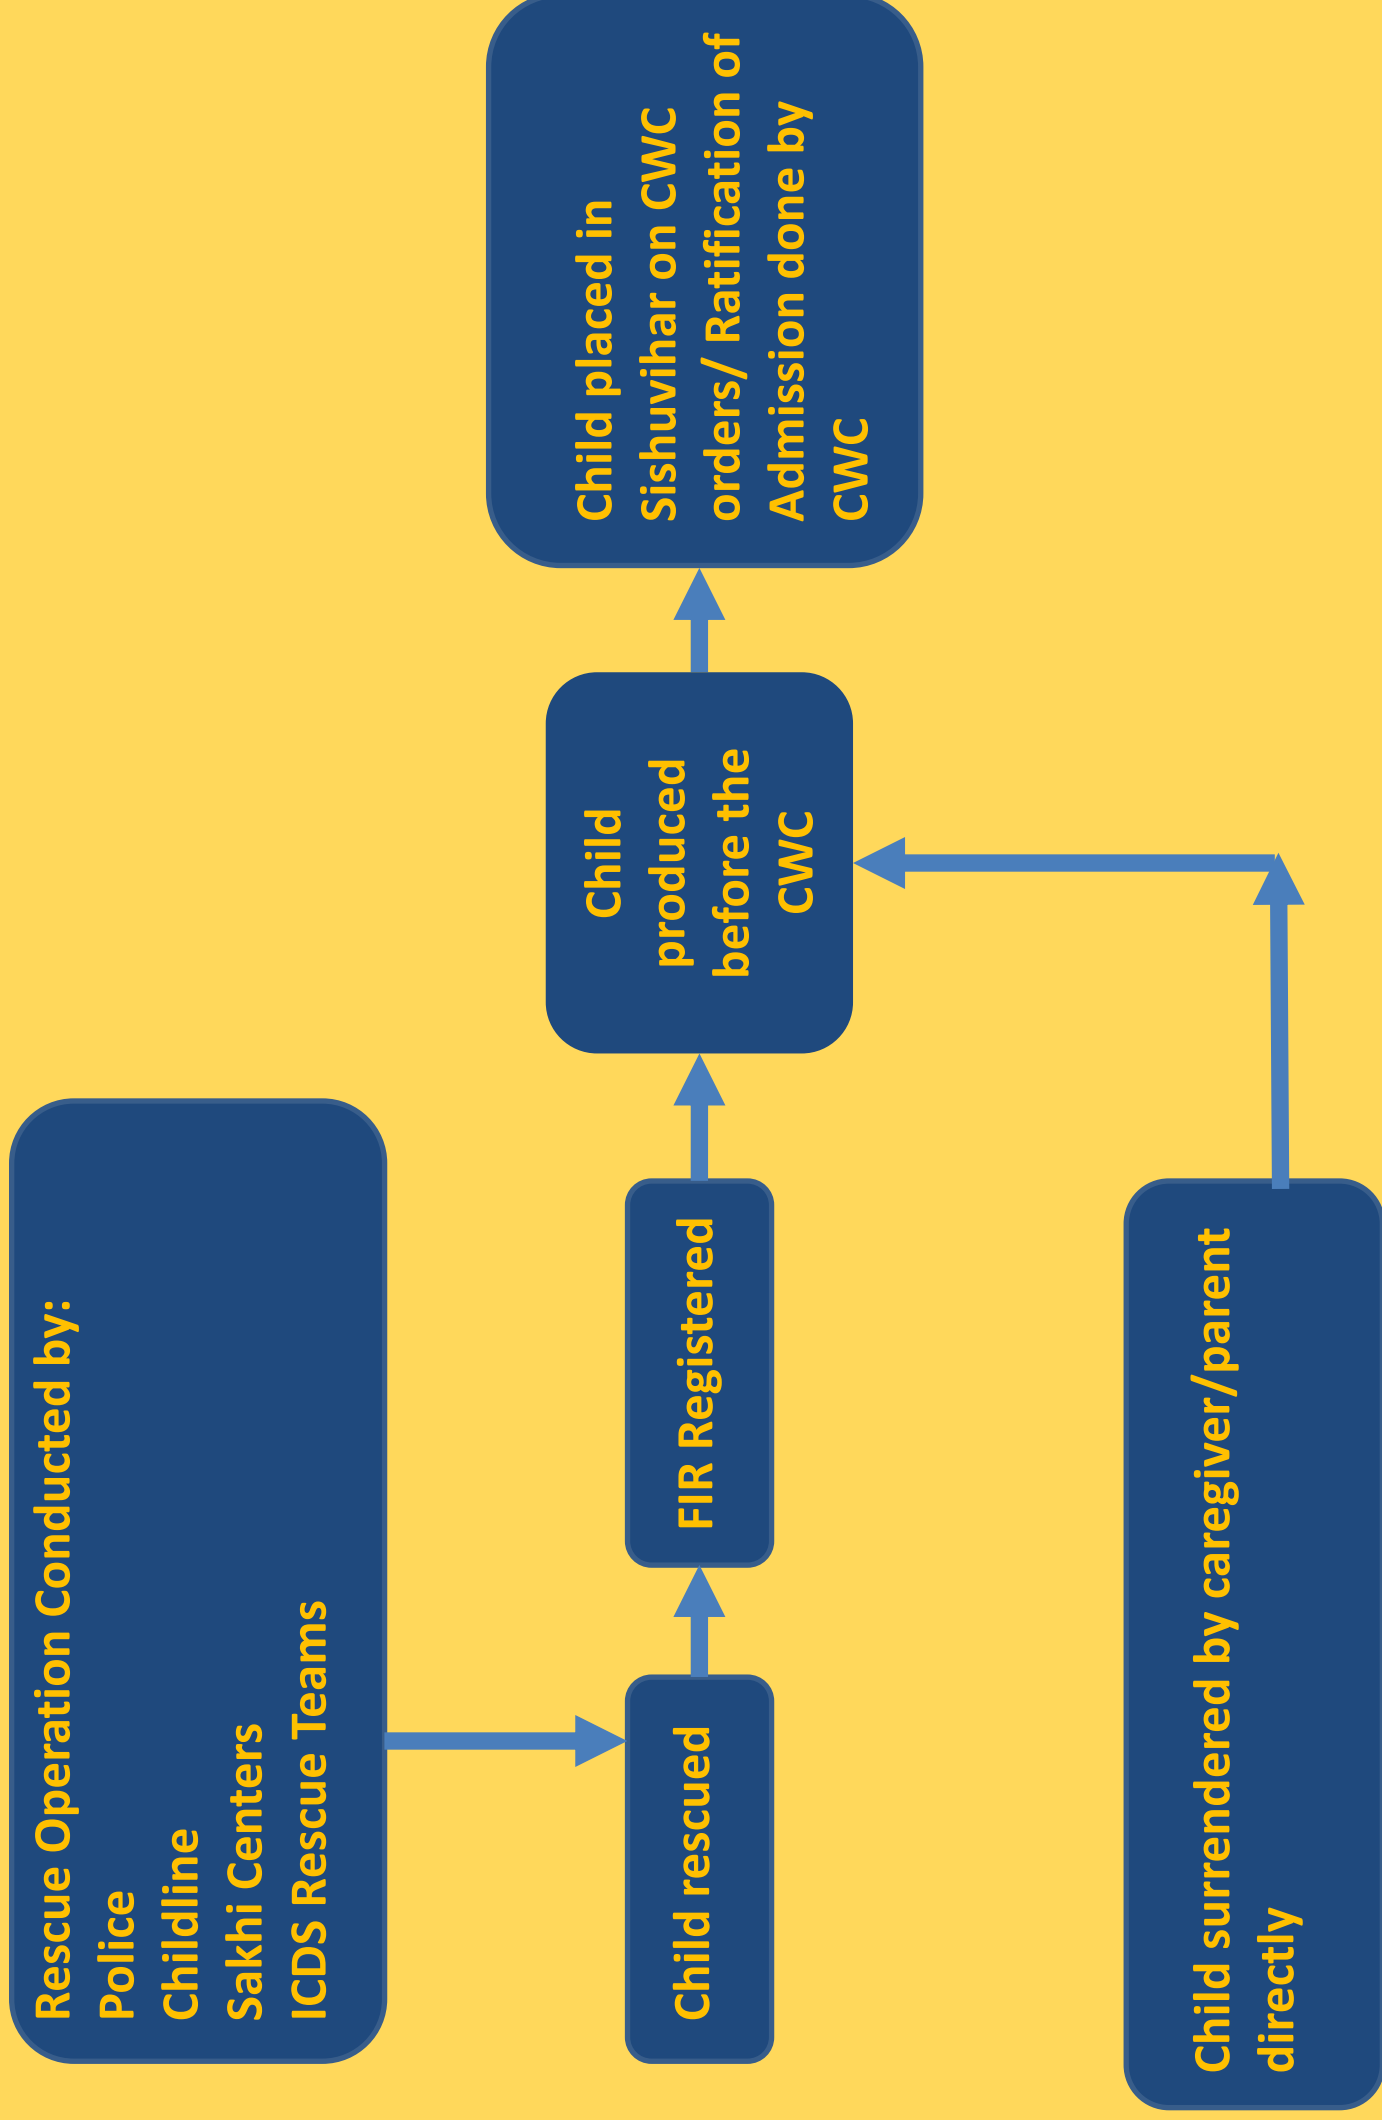 Rescue Operation Conducted by:
Police
Childline
Sakhi Centers
ICDS Rescue Teams
Child rescued
FIR Registered
Child
produced
before the
CWC
Child placed in
Sishuvihar on CWC
orders/ Ratification of
Admission done by
CWC
Child surrendered by caregiver/parent
directly